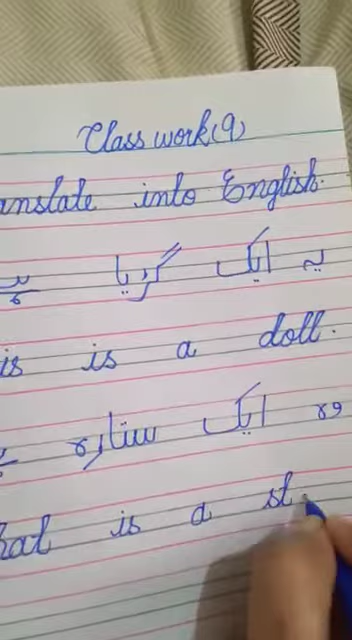 Class work(9)
anslate into English.
یہ ایک گڑیا ہے
is is a doll.
وہ ایک ستارہ ہے
hat is a st